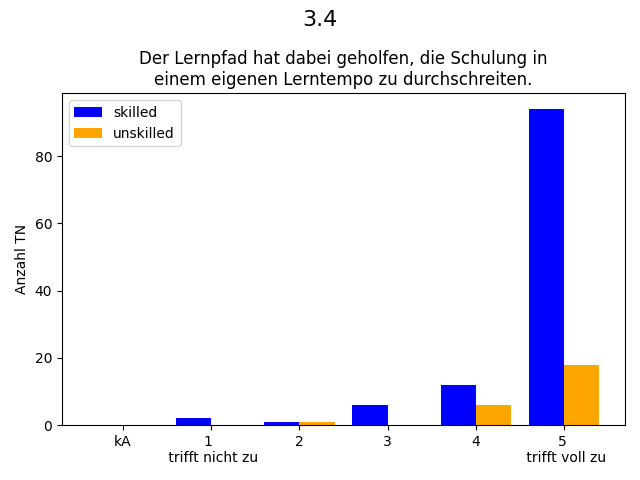 3.4
Der Lernpfad hat dabei geholfen, die Schulung in
einem eigenen Lerntempo zu durchschreiten.
skilled
unskilled
Anzahl TN
80
60
40
20
0
kA 1 2 3 4 5
trifft nicht zu trifft voll zu